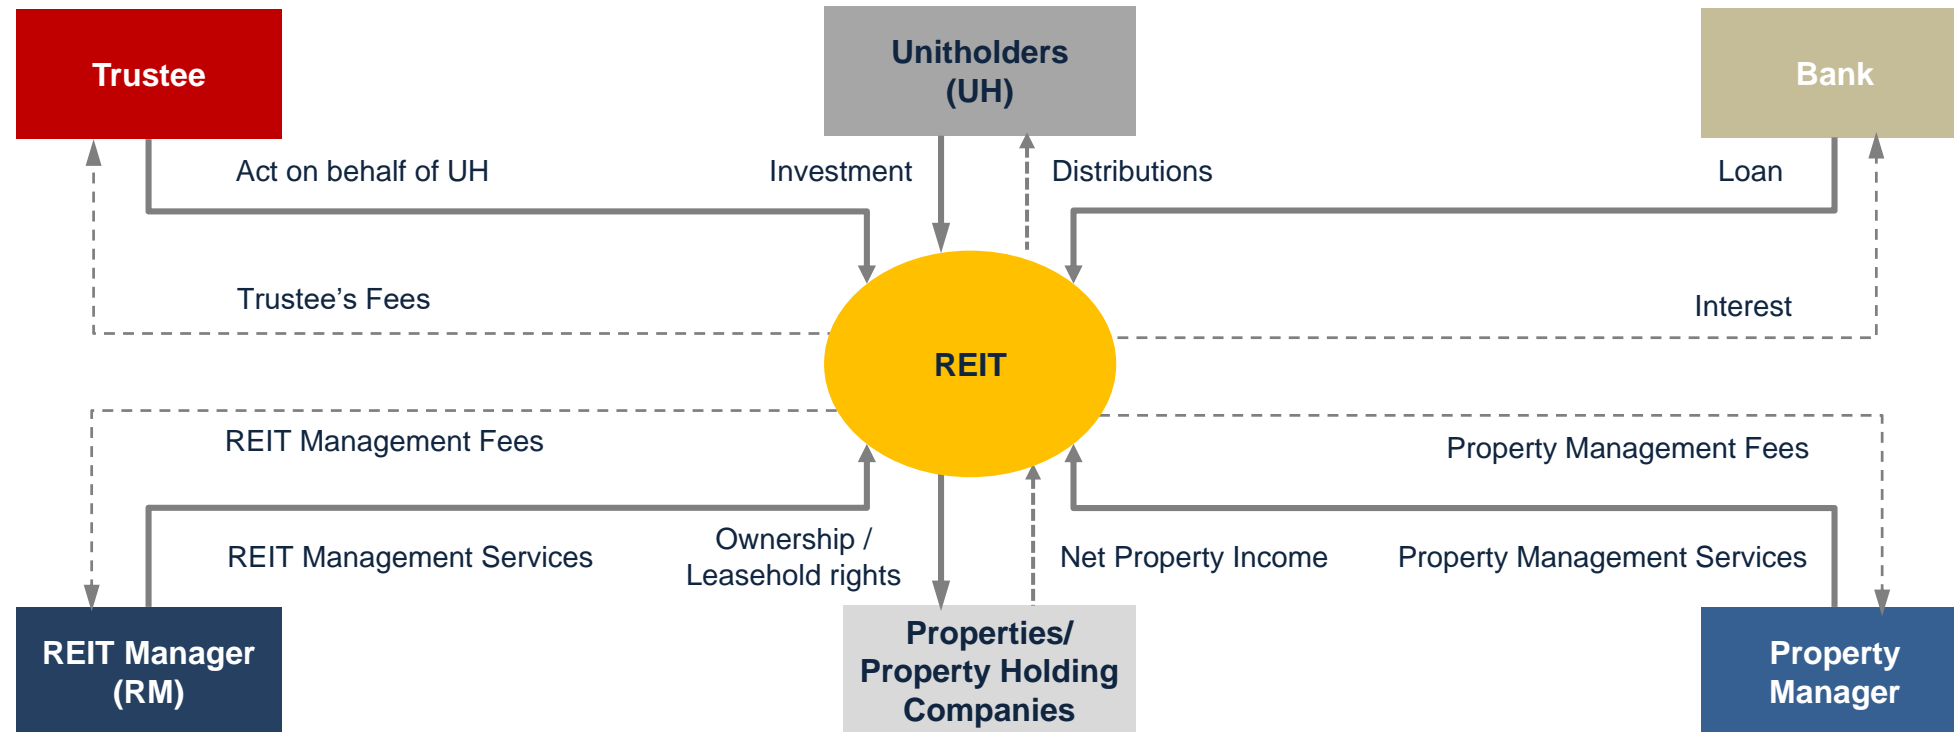 Trustee
Unitholders
(UH)
Bank
Act on behalf of UH
Investment
Distributions
Loan
Trustee’s Fees
Interest
REIT
REIT Management Fees
Property Management Fees
REIT Management Services
Ownership /
Leasehold rights
Net Property Income
Property Management Services
REIT Manager
(RM)
Properties/
Property Holding
Companies
Property
Manager